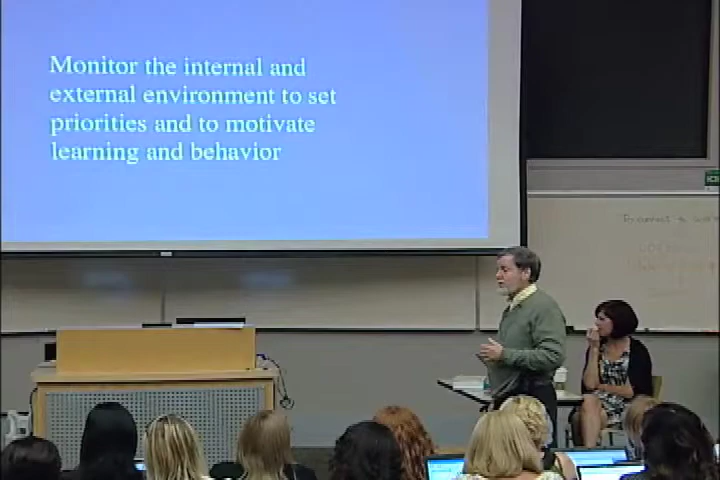 Monitor the internal and
external environment to set
priorities and to motivate
learning and behavior